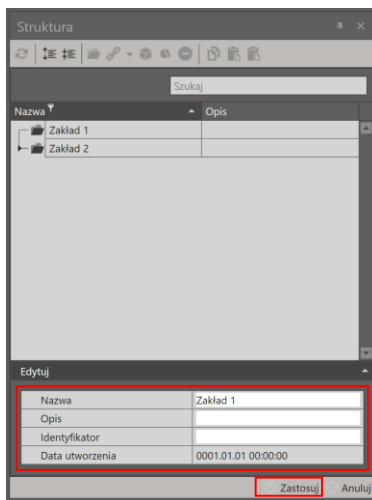 Struktura
Szukaj
Nazwa Opis
Zakład 1
Zakład 2
Edytuj
Nazwa Zakład 1
Opis
Identyfikator
Data utworzenia 0001.01.01 00:00:00
Zastosuj Anuluj